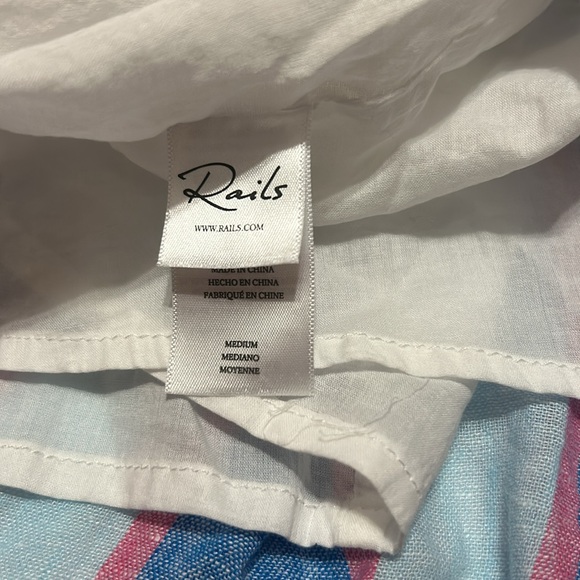 Rails
WWW.RAILS.COM
MADE IN CHINA
HECHO EN CHINA
FABRIQUÉ EN CHINE
MEDIUM
MEDIANO
MOYENNE